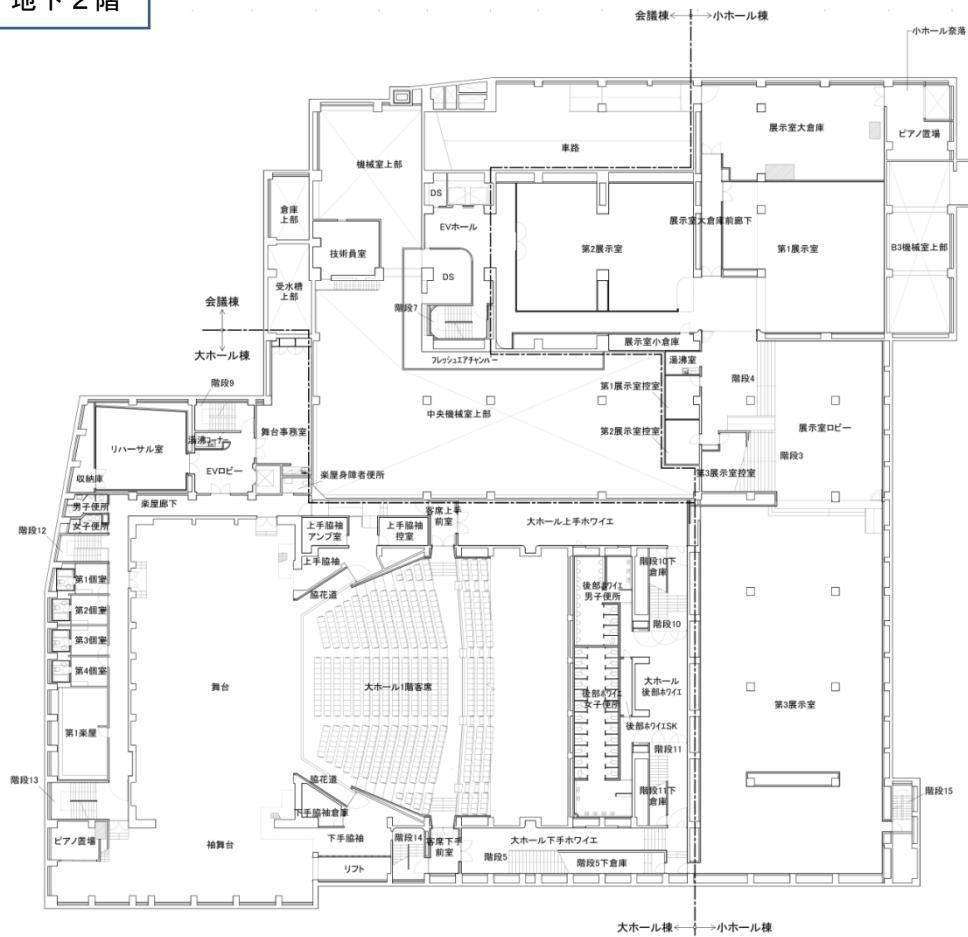 地下2階
会議棟 小ホール棟
小ホール奈落
展示室大倉庫
ピアノ置場
車路
機械室上部
DS
倉庫
上部
EVホール
展示室大倉庫前廊下
第2展示室
第1展示室
B3機械室上部
技術員室
DS
受水槽
上部
会議棟
階段7
大ホール棟
展示室小倉庫
フレッシュエアチャンバー
湯沸室
階段9
第1展示室控室
階段4
中央機械室上部
舞台事務室
湯沸コーナー
第2展示室控室
展示室ロビー
リハーサル室
階段3
EVロビー
第3展示室控室
収納庫
楽屋身障者便所
楽屋廊下
男子便所
客席上手
前室
女子便所
大ホール上手ホワイエ
上手脇袖
アンプ室
上手脇袖
控室
階段12
上手脇袖
階段10下
倉庫
第1個室
脇花道
後部ホワイエ
男子便所
第2個室
階段10
第3個室
第4個室
大ホール
後部ホワイエ
舞台
大ホール1階客席
後部ホワイエ
女子便所
第3展示室
後部ホワイエSK
第1楽屋
階段11
階段13
脇花道
階段11下
倉庫
階段15
下手脇袖倉庫
ピアノ置場
袖舞台
下手脇袖
階段14
客席下手
前室
大ホール下手ホワイエ
階段5
階段5下倉庫
リフト
大ホール棟 小ホール棟